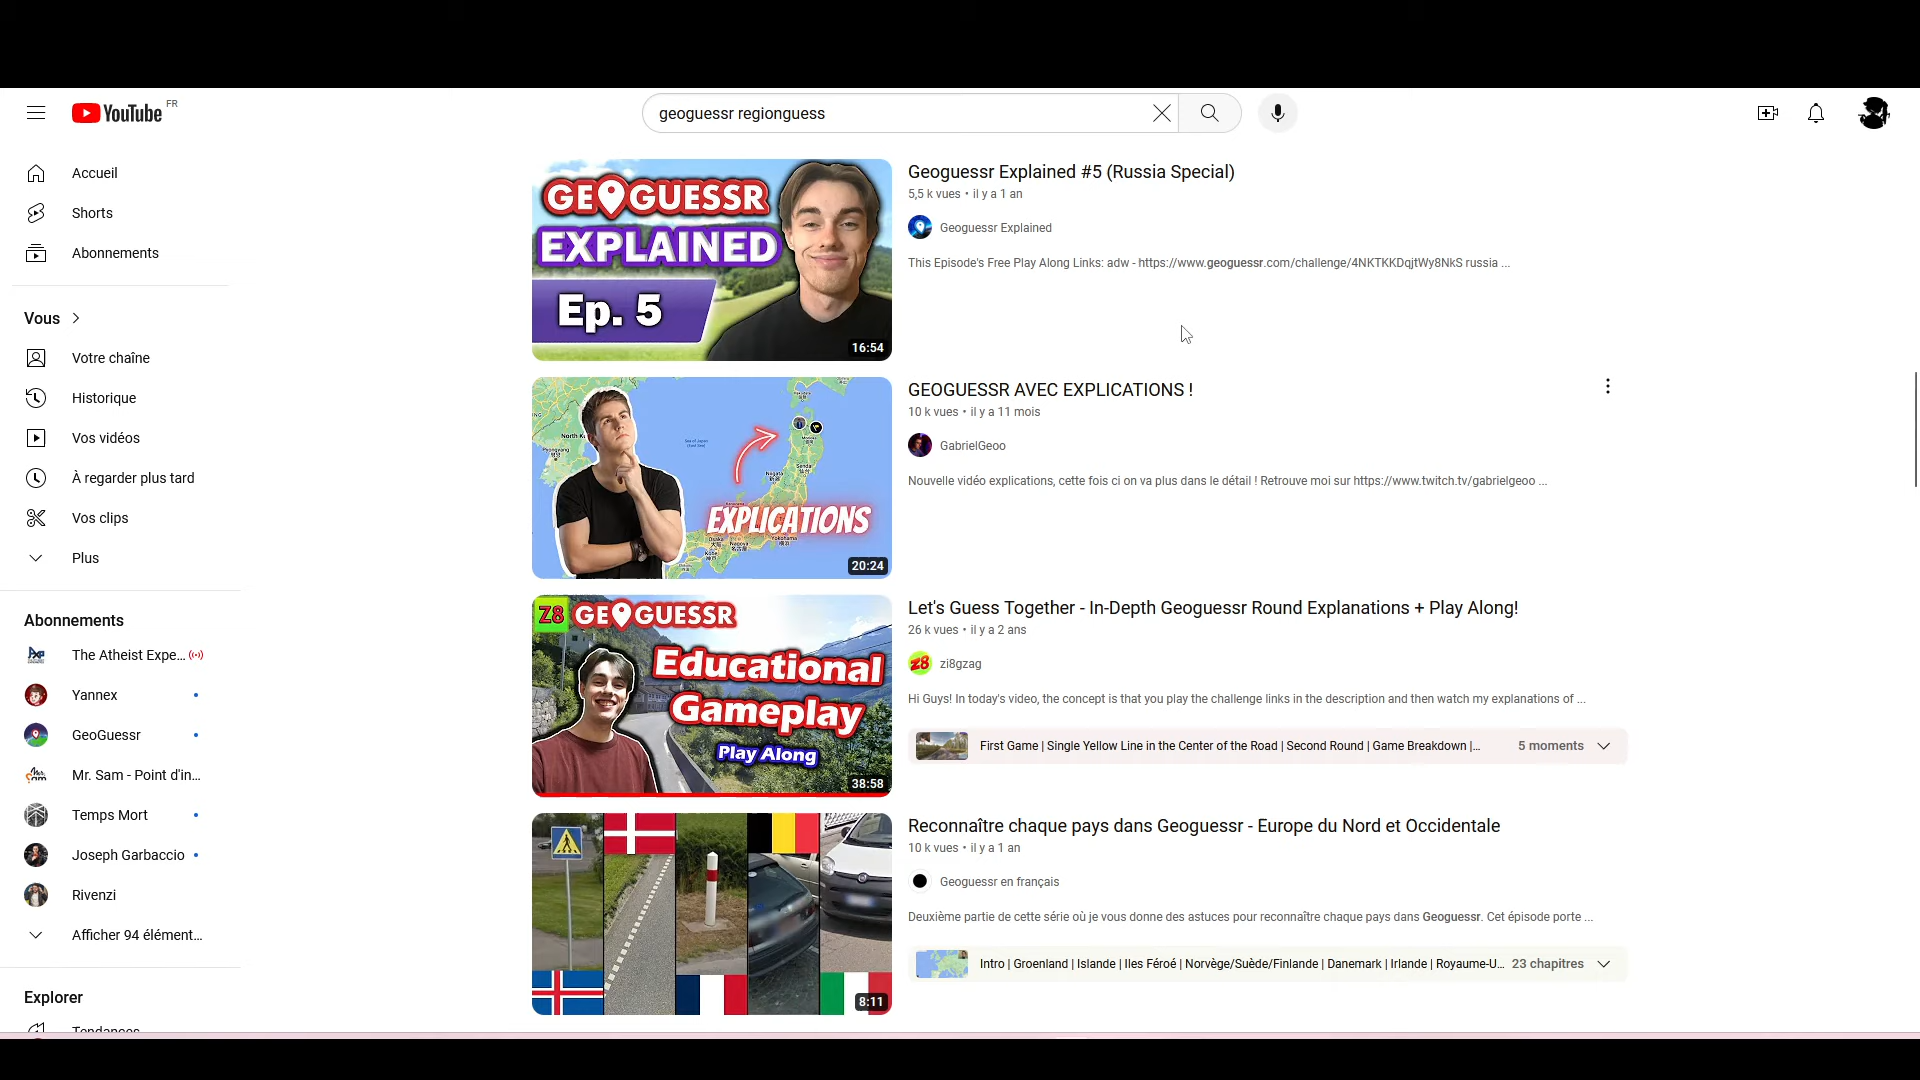 YouTube FR
geoguessr regionguess
Accueil
Shorts
Abonnements
Vous
Votre chaîne
Historique
Vos vidéos
À regarder plus tard
Vos clips
Plus
Abonnements
The Atheist Expe...
Yannex
GeoGuessr
Mr. Sam - Point d'in...
Temps Mort
Joseph Garbaccio
Rivenzi
Afficher 94 élément...
Explorer
Tendances
GEOGUESSR
EXPLAINED
Ep. 5
16:54
Geoguessr Explained #5 (Russia Special)
5,5 k vues • il y a 1 an
Geoguessr Explained
This Episode's Free Play Along Links: adw - https://www.geoguessr.com/challenge/4NKTKKDqjtWy8NkS russia ...
EXPLICATIONS
20:24
GEOGUESSR AVEC EXPLICATIONS !
10 k vues • il y a 11 mois
GabrielGeoo
Nouvelle vidéo explications, cette fois ci on va plus dans le détail ! Retrouve moi sur https://www.twitch.tv/gabrielgeoo ...
Z8 GEOGUESSR
Educational
Gameplay
Play Along
38:58
Let's Guess Together - In-Depth Geoguessr Round Explanations + Play Along!
26 k vues • il y a 2 ans
zi8gzag
Hi Guys! In today's video, the concept is that you play the challenge links in the description and then watch my explanations of ...
First Game | Single Yellow Line in the Center of the Road | Second Round | Game Breakdown |... 5 moments
8:11
Reconnaître chaque pays dans Geoguessr - Europe du Nord et Occidentale
10 k vues • il y a 1 an
Geoguessr en français
Deuxième partie de cette série où je vous donne des astuces pour reconnaître chaque pays dans Geoguessr. Cet épisode porte ...
Intro | Groenland | Islande | Iles Féroé | Norvège/Suède/Finlande | Danemark | Irlande | Royaume-U... 23 chapitres